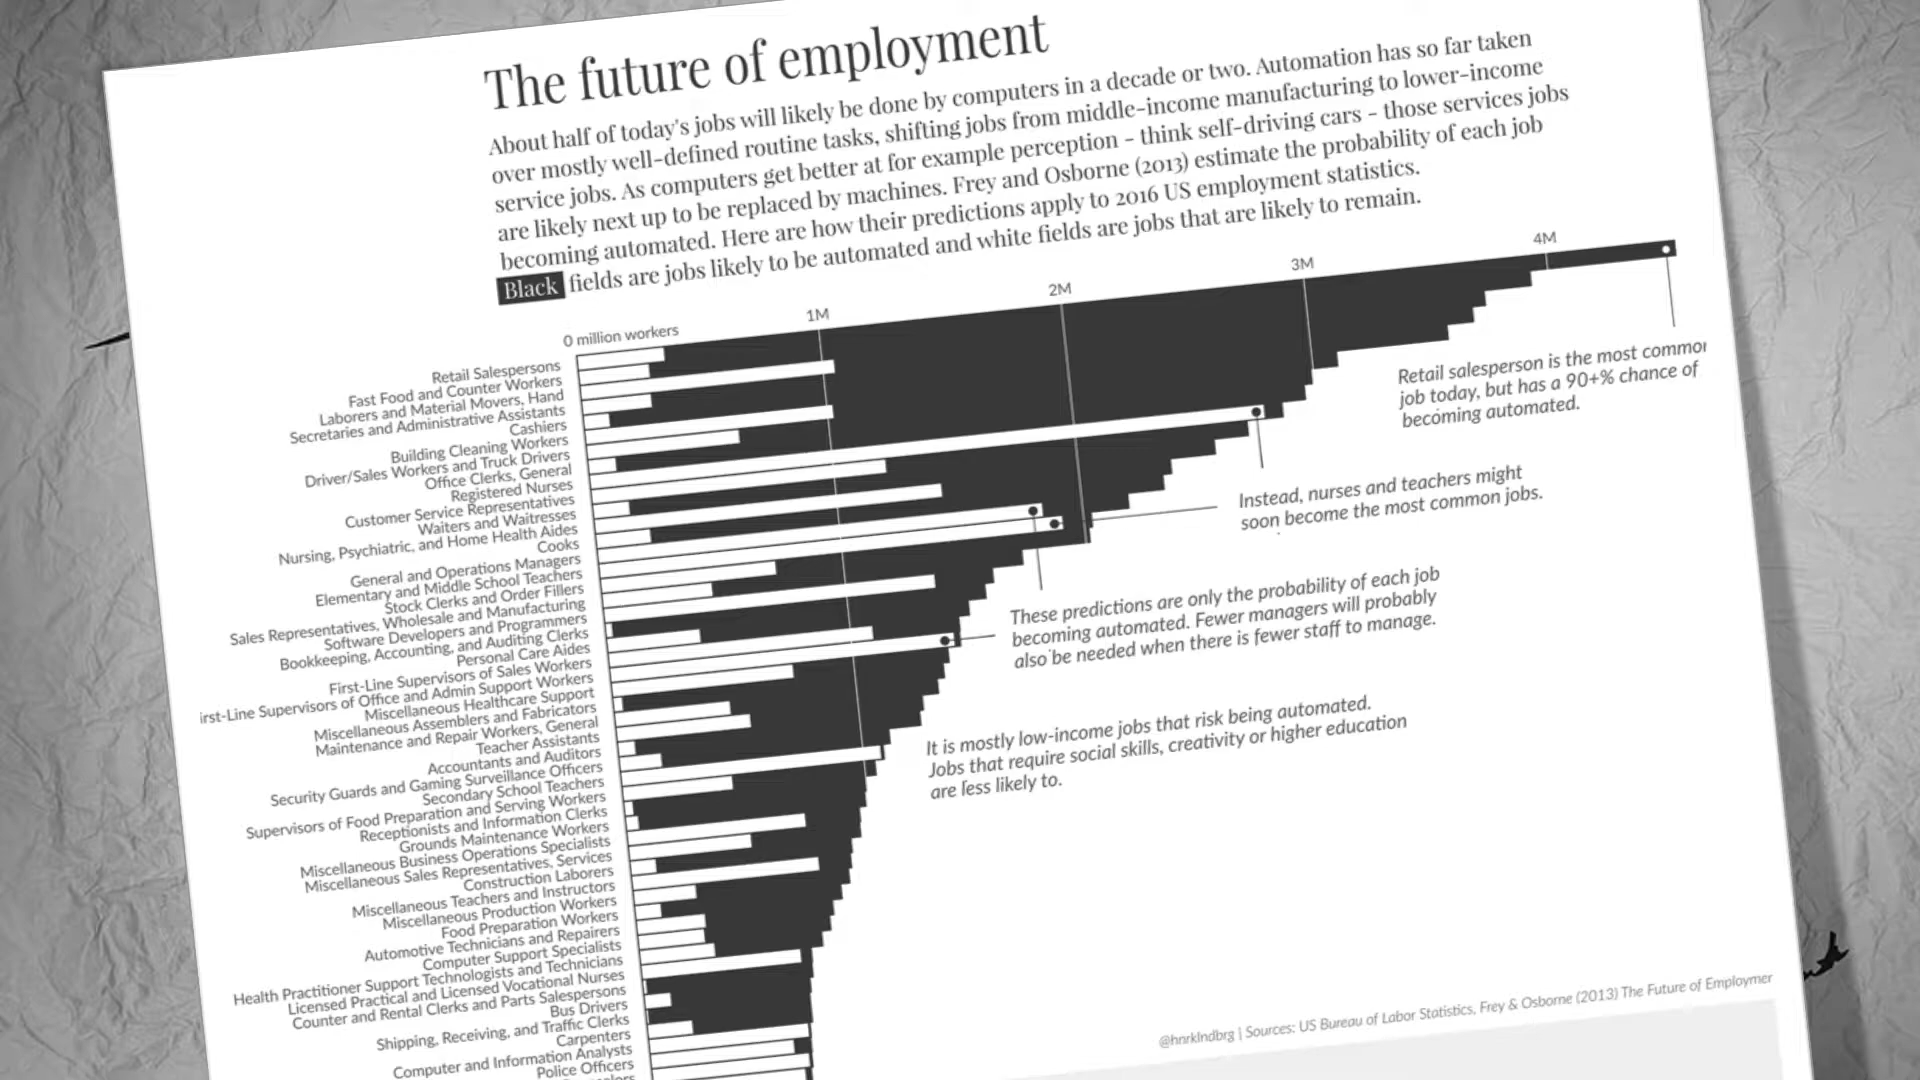 The future of employment
About half of today's jobs will likely be done by computers in a decade or two. Automation has so far taken
over mostly well-defined routine tasks, shifting jobs from middle-income manufacturing to lower-income
service jobs. As computers get better at for example perception - think self-driving cars - those services jobs
are likely next up to be replaced by machines. Frey and Osborne (2013) estimate the probability of each job
becoming automated. Here are how their predictions apply to 2016 US employment statistics.
Black fields are jobs likely to be automated and white fields are jobs that are likely to remain.
0 million workers
1M
2M
3M
4M
Retail Salespersons
Fast Food and Counter Workers
Laborers and Material Movers, Hand
Secretaries and Administrative Assistants
Cashiers
Building Cleaning Workers
Driver/Sales Workers and Truck Drivers
Office Clerks, General
Registered Nurses
Customer Service Representatives
Waiters and Waitresses
Nursing, Psychiatric, and Home Health Aides
Cooks
General and Operations Managers
Elementary and Middle School Teachers
Stock Clerks and Order Fillers
Sales Representatives, Wholesale and Manufacturing
Software Developers and Programmers
Bookkeeping, Accounting, and Auditing Clerks
Personal Care Aides
First-Line Supervisors of Sales Workers
irst-Line Supervisors of Office and Admin Support Workers
Miscellaneous Healthcare Support
Miscellaneous Assemblers and Fabricators
Maintenance and Repair Workers, General
Teacher Assistants
Accountants and Auditors
Security Guards and Gaming Surveillance Officers
Secondary School Teachers
Supervisors of Food Preparation and Serving Workers
Receptionists and Information Clerks
Grounds Maintenance Workers
Miscellaneous Business Operations Specialists
Miscellaneous Sales Representatives, Services
Construction Laborers
Miscellaneous Teachers and Instructors
Miscellaneous Production Workers
Food Preparation Workers
Automotive Technicians and Repairers
Computer Support Specialists
Health Practitioner Support Technologists and Technicians
Licensed Practical and Licensed Vocational Nurses
Counter and Rental Clerks and Parts Salespersons
Bus Drivers
Shipping, Receiving, and Traffic Clerks
Carpenters
Computer and Information Analysts
Police Officers
Retail salesperson is the most common
job today, but has a 90+% chance of
becoming automated.
Instead, nurses and teachers might
soon become the most common jobs.
These predictions are only the probability of each job
becoming automated. Fewer managers will probably
also be needed when there is fewer staff to manage.
It is mostly low-income jobs that risk being automated.
Jobs that require social skills, creativity or higher education
are less likely to.
@hnrklndbrg | Sources: US Bureau of Labor Statistics, Frey & Osborne (2013) The Future of Employmer